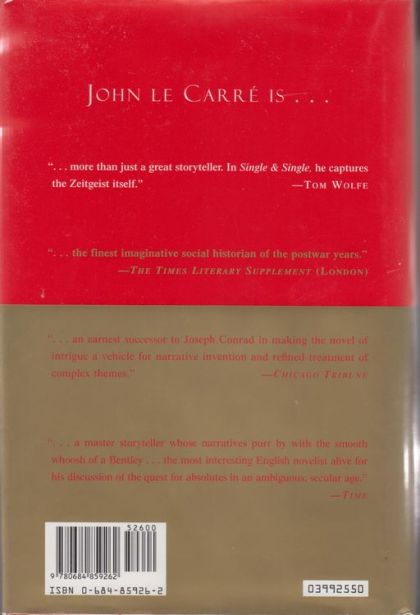 JOHN LE CARRÉ IS . . .
“. . . more than just a great storyteller. In Single & Single, he captures
the Zeitgeist itself.” —TOM WOLFE
“. . . the finest imaginative social historian of the postwar years.”
—THE TIMES LITERARY SUPPLEMENT (LONDON)
“. . . an earnest successor to Joseph Conrad in making the novel of
intrigue a vehicle for narrative invention and refined treatment of
complex themes.” —CHICAGO TRIBUNE
“. . . a master storyteller whose narratives purr by with the smooth
whoosh of a Bentley . . . the most interesting English novelist alive for
his discussion of the quest for absolutes in an ambiguous, secular age.”
—TIME
52600
9 780684 859262
ISBN 0-684-85926-2
03992550